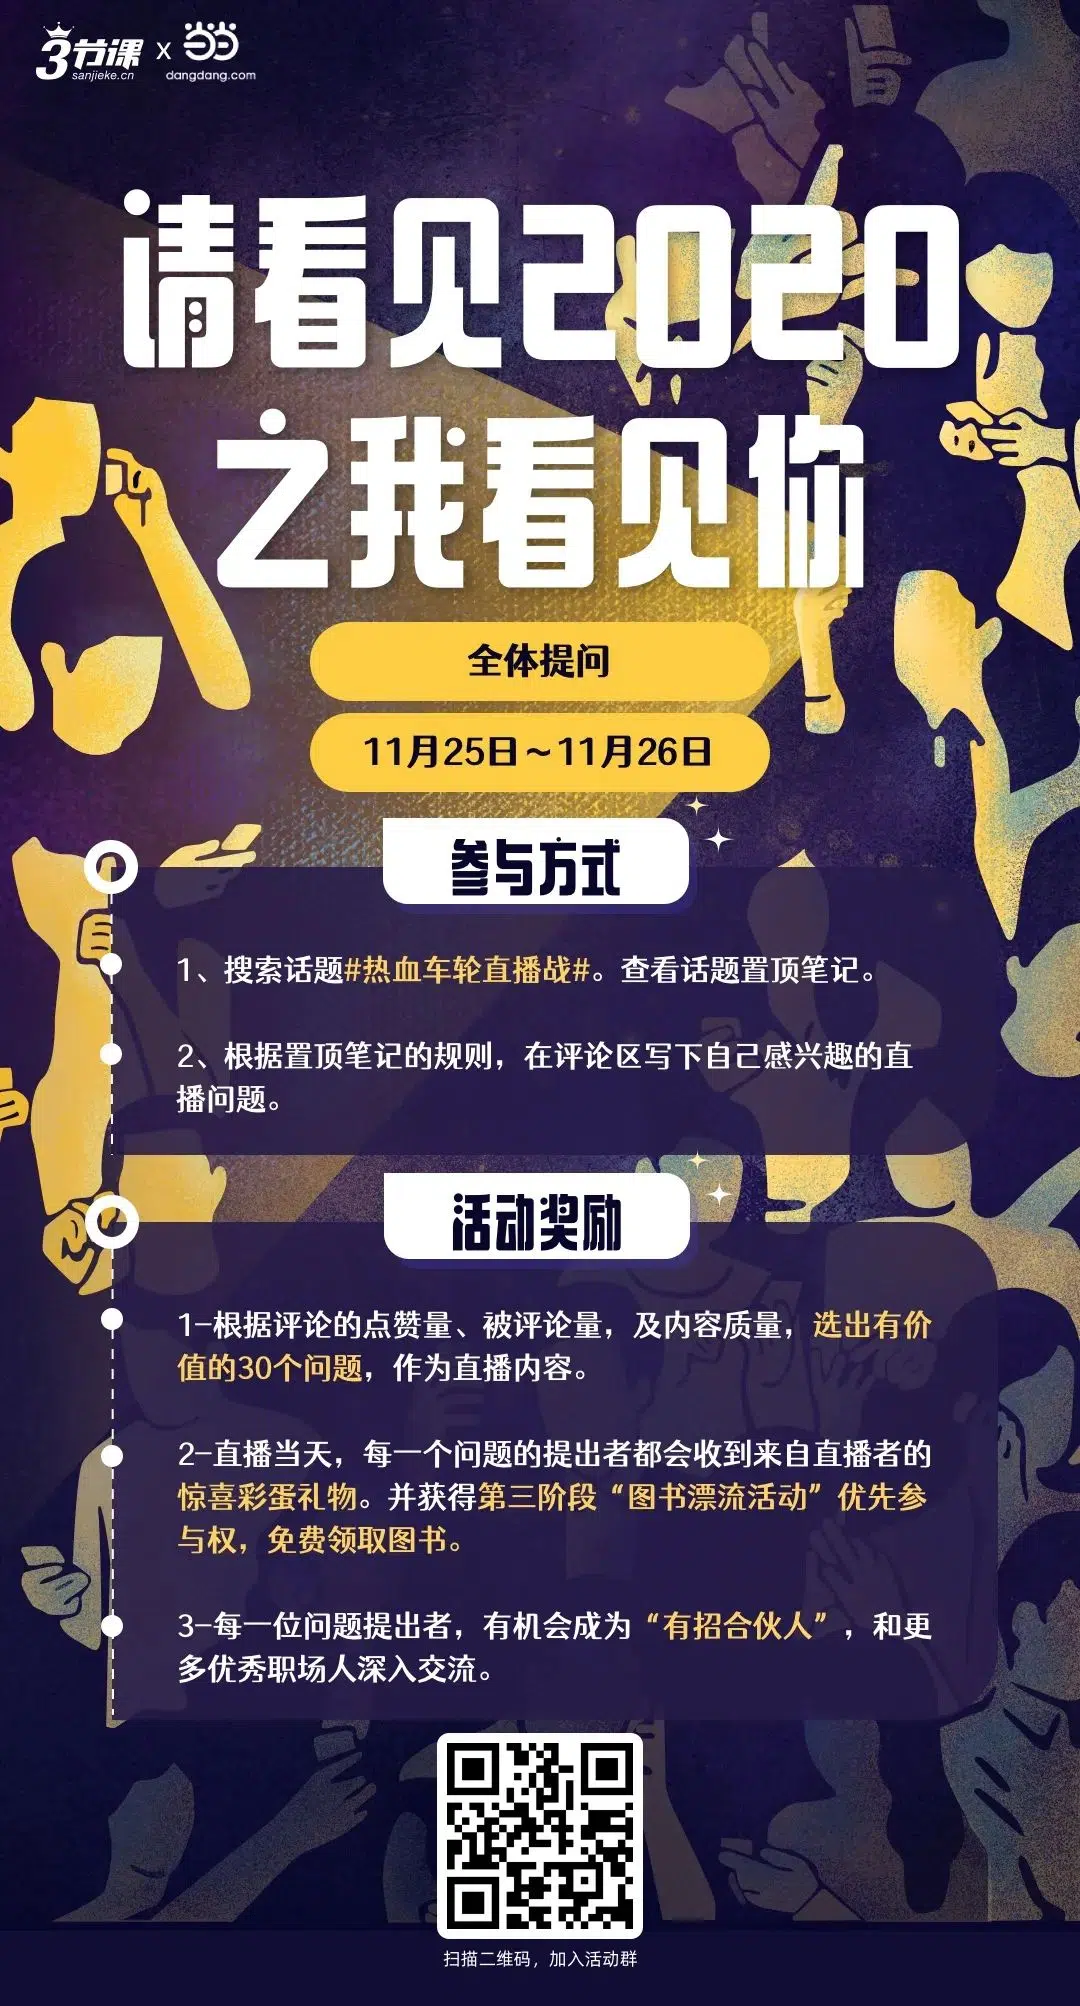 3节课 x 当当
sanjieke.cn dangdang.com
请看见2020
之我看见你
全体提问
11月25日~11月26日
参与方式
1、搜索话题#热血车轮直播战#。查看话题置顶笔记。
2、根据置顶笔记的规则，在评论区写下自己感兴趣的直
播问题。
活动奖励
1-根据评论的点赞量、被评论量，及内容质量，选出有价
值的30个问题，作为直播内容。
2-直播当天，每一个问题的提出者都会收到来自直播者的
惊喜彩蛋礼物。并获得第三阶段“图书漂流活动”优先参
与权，免费领取图书。
3-每一位问题提出者，有机会成为“有招合伙人”，和更
多优秀职场人深入交流。
扫描二维码，加入活动群